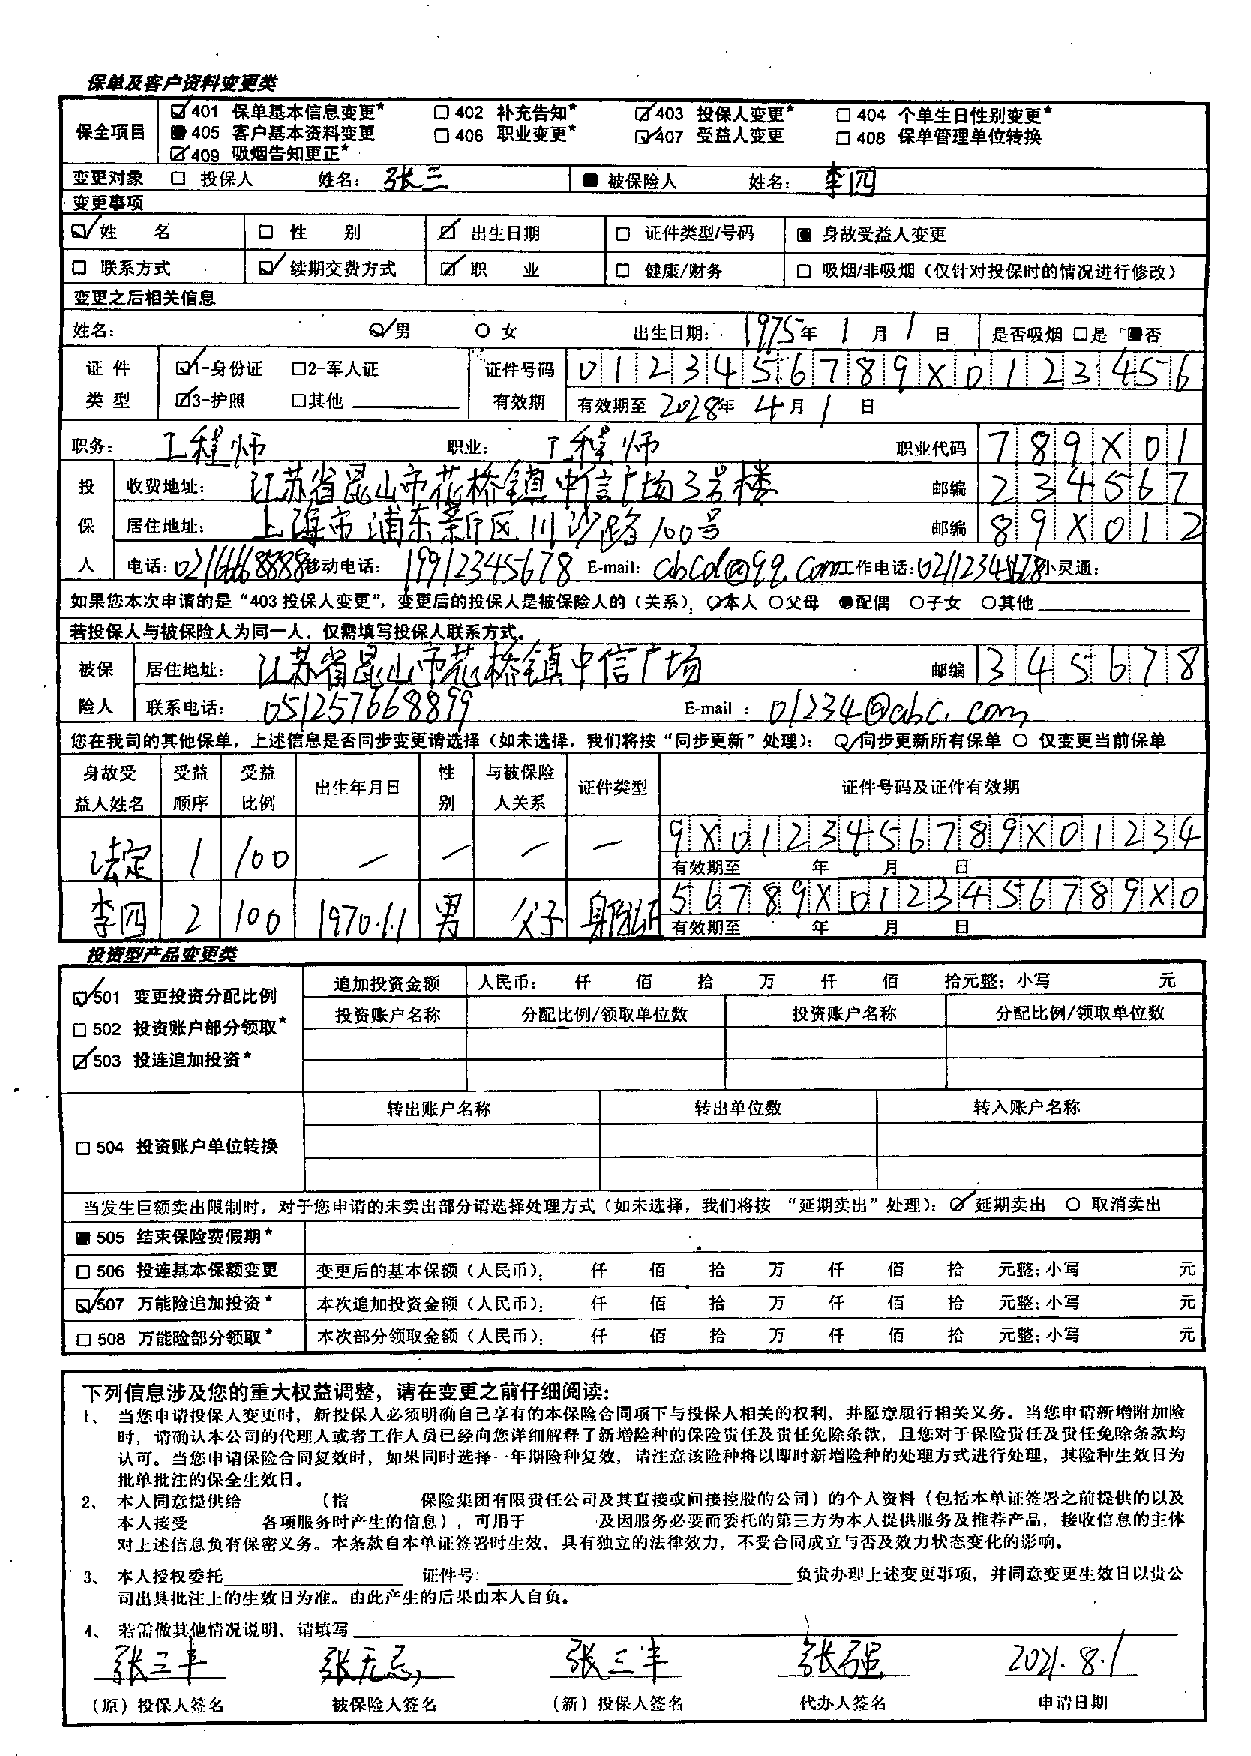 保单及客户资料变更类
保全项目 ☑401 保单基本信息变更* □402 补充告知* ☑403 投保人变更* □404 个单生日性别变更*
■405 客户基本资料变更 □406 职业变更* ☑407 受益人变更 □408 保单管理单位转换
☑409 吸烟告知更正*
变更对象 □ 投保人 姓名: 张三 ■ 被保险人 姓名: 李四
变更事项
☑姓 名 □ 性 别 ☑ 出生日期 □ 证件类型/号码 ■ 身故受益人变更
□ 联系方式 ☑ 续期交费方式 ☑ 职 业 □ 健康/财务 □ 吸烟/非吸烟(仅针对投保时的情况进行修改)
变更之后相关信息
姓名: ☑男 ○ 女 出生日期: 1975年 1 月 1 日 是否吸烟 □是 ■否
证件类型 ☑1-身份证 □2-军人证 证件号码 0123456789X0123456
☑3-护照 □其他 有效期 有效期至 2028年 4月 1 日
职务: 工程师 职业: 工程师 职业代码 789X01
投保人 收费地址: 江苏省昆山市花桥镇中信广场3号楼 邮编 234567
居住地址: 上海市浦东新区川沙路100号 邮编 89X012
电话: 02166668888 移动电话: 19912345678 E-mail: abcd@qq.com 工作电话: 02112345678 小灵通:
如果您本次申请的是“403 投保人变更”,变更后的投保人是被保险人的(关系): ☑本人 ○父母 ●配偶 ○子女 ○其他
若投保人与被保险人为同一人,仅需填写投保人联系方式。
被保险人 居住地址: 江苏省昆山市花桥镇中信广场 邮编 345678
联系电话: 051257668899 E-mail : 01234@abc.com
您在我司的其他保单,上述信息是否同步变更请选择(如未选择,我们将按“同步更新”处理): ☑同步更新所有保单 ○ 仅变更当前保单
身故受益人姓名 受益顺序 受益比例 出生年月日 性别 与被保险人关系 证件类型 证件号码及证件有效期
法定 1 100 — — — — 9X0123456789X01234
有效期至 年 月 日
李四 2 100 1970.1.1 男 父子 身份证 56789X0123456789X0
有效期至 年 月 日
投资型产品变更类
☑501 变更投资分配比例 追加投资金额 人民币: 仟 佰 拾 万 仟 佰 拾元整;小写 元
□502 投资账户部分领取* 投资账户名称 分配比例/领取单位数 投资账户名称 分配比例/领取单位数
☑503 投连追加投资*
转出账户名称 转出单位数 转入账户名称
□504 投资账户单位转换
当发生巨额卖出限制时,对于您申请的未卖出部分请选择处理方式(如未选择,我们将按 “延期卖出”处理): ☑ 延期卖出 ○ 取消卖出
■505 结束保险费假期*
□506 投连基本保额变更 变更后的基本保额(人民币): 仟 佰 拾 万 仟 佰 拾 元整;小写 元
☑507 万能险追加投资* 本次追加投资金额(人民币): 仟 佰 拾 万 仟 佰 拾 元整;小写 元
□508 万能险部分领取* 本次部分领取金额(人民币): 仟 佰 拾 万 仟 佰 拾 元整;小写 元
下列信息涉及您的重大权益调整,请在变更之前仔细阅读:
1、 当您申请投保人变更时,新投保人必须明确自己享有的本保险合同项下与投保人相关的权利,并愿意履行相关义务。当您申请新增附加险
时,请确认本公司的代理人或者工作人员已经向您详细解释了新增险种的保险责任及责任免除条款,且您对于保险责任及责任免除条款均
认可。当您申请保险合同复效时,如果同时选择一年期险种复效,请注意该险种将以即时新增险种的处理方式进行处理,其险种生效日为
批单批注的保全生效日。
2、 本人同意提供给 (指 保险集团有限责任公司及其直接或间接控股的公司)的个人资料(包括本单证签署之前提供的以及
本人接受 各项服务时产生的信息),可用于 及因服务必要而委托的第三方为本人提供服务及推荐产品,接收信息的主体
对上述信息负有保密义务。本条款自本单证签署时生效,具有独立的法律效力,不受合同成立与否及效力状态变化的影响。
3、 本人授权委托 证件号: 负责办理上述变更事项,并同意变更生效日以贵公
司出具批注上的生效日为准。由此产生的后果由本人自负。
4、 若需做其他情况说明,请填写
张三丰 张无忌 张三丰 张强 2021.8.1
(原)投保人签名 被保险人签名 (新)投保人签名 代办人签名 申请日期